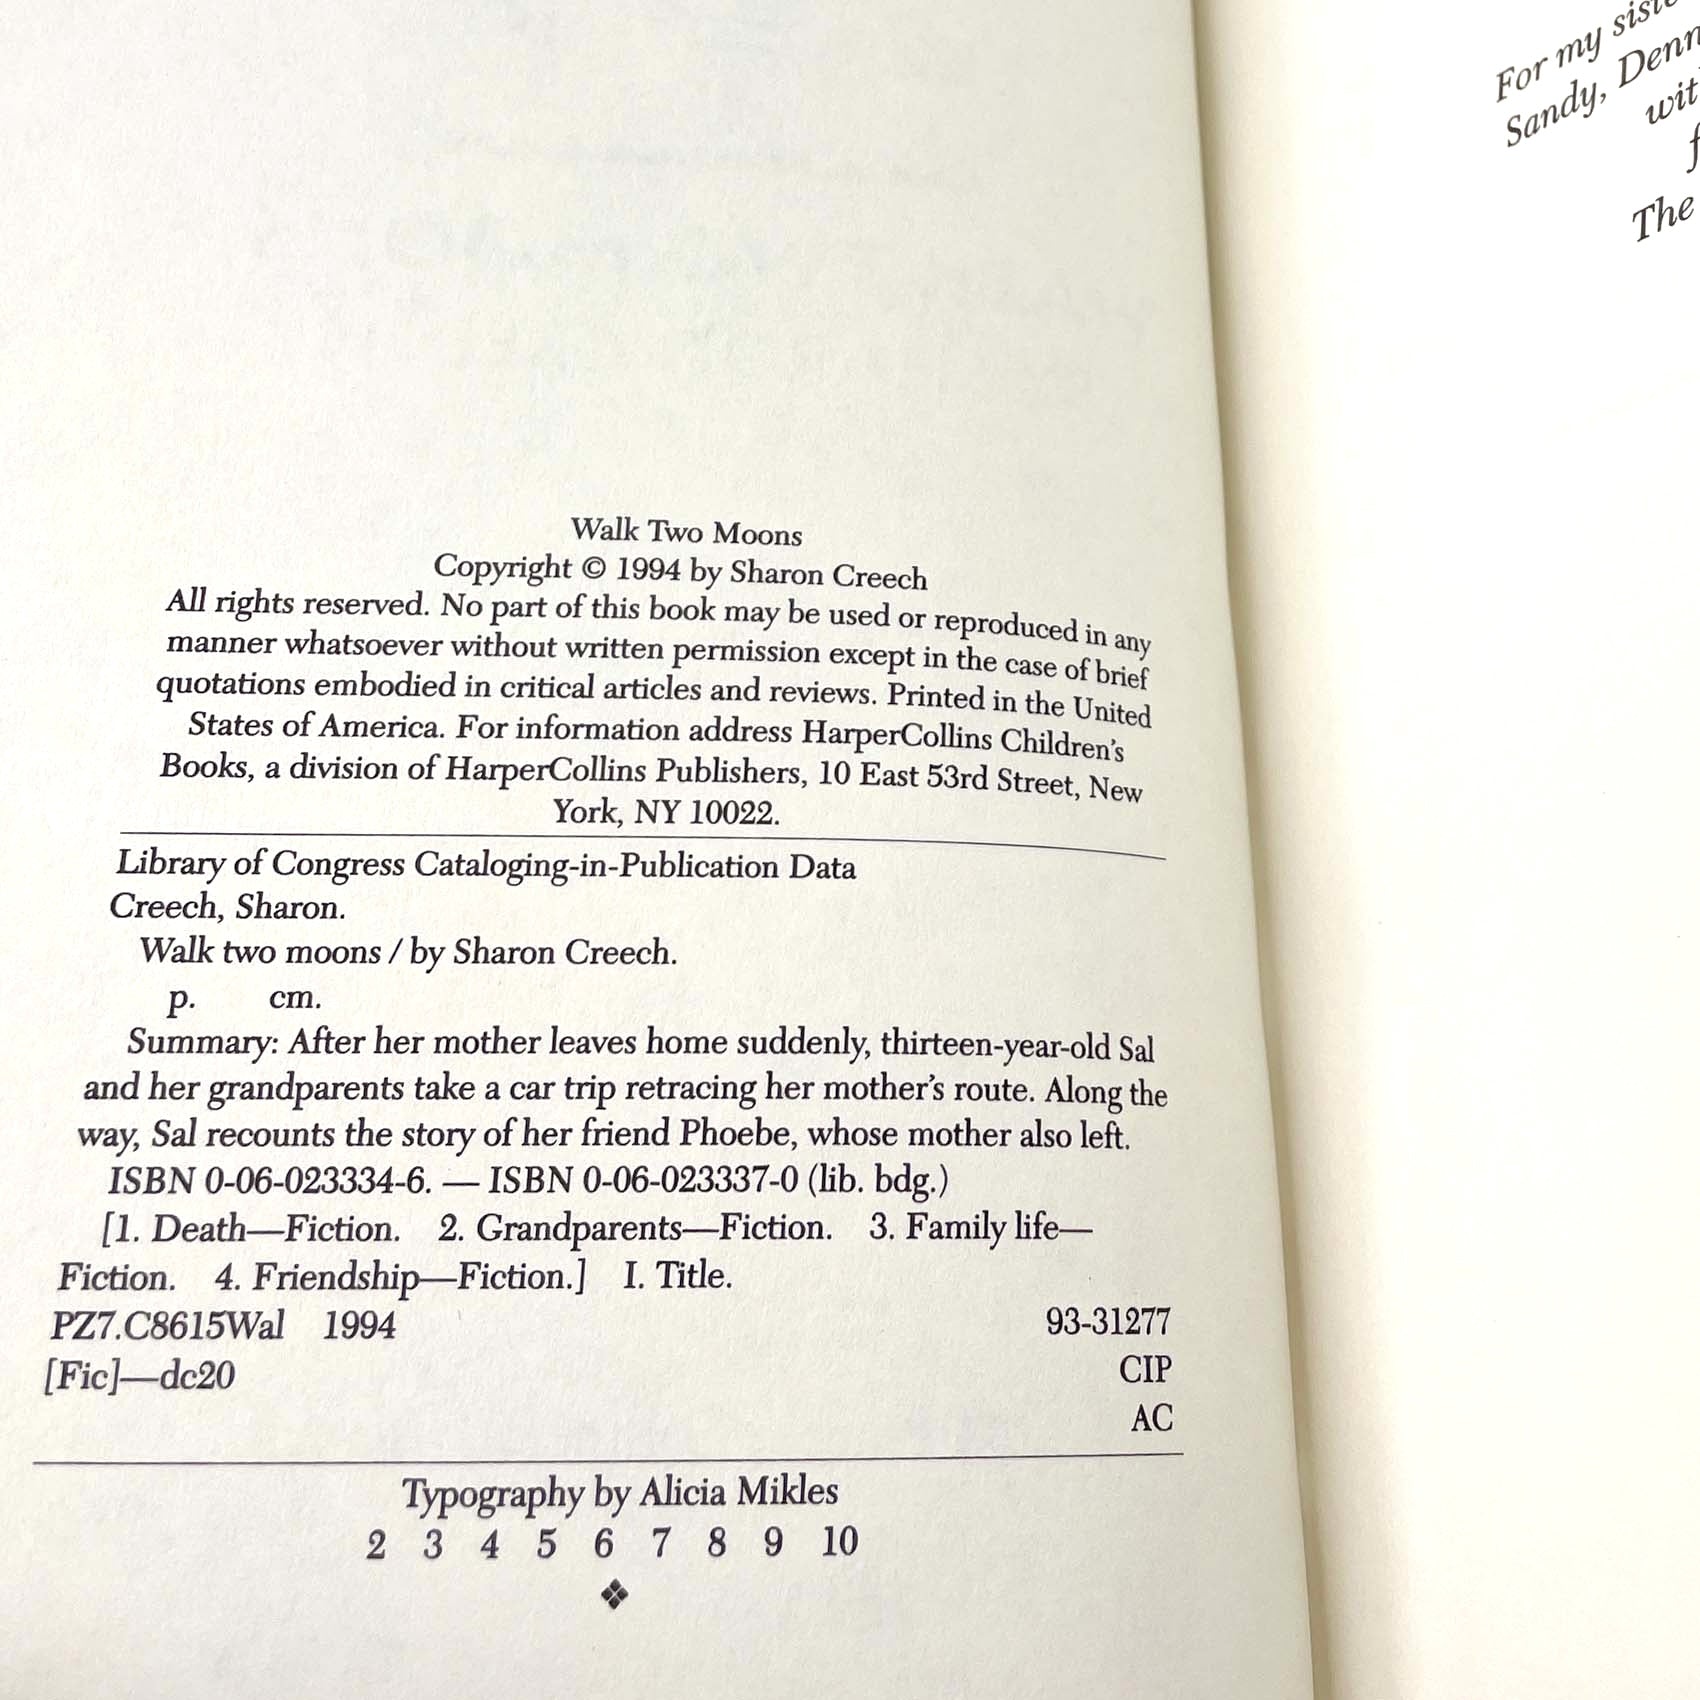 Walk Two Moons
Copyright © 1994 by Sharon Creech
All rights reserved. No part of this book may be used or reproduced in any
manner whatsoever without written permission except in the case of brief
quotations embodied in critical articles and reviews. Printed in the United
States of America. For information address HarperCollins Children's
Books, a division of HarperCollins Publishers, 10 East 53rd Street, New
York, NY 10022.
Library of Congress Cataloging-in-Publication Data
Creech, Sharon.
Walk two moons / by Sharon Creech.
p. cm.
Summary: After her mother leaves home suddenly, thirteen-year-old Sal
and her grandparents take a car trip retracing her mother's route. Along the
way, Sal recounts the story of her friend Phoebe, whose mother also left.
ISBN 0-06-023334-6. — ISBN 0-06-023337-0 (lib. bdg.)
[1. Death—Fiction. 2. Grandparents—Fiction. 3. Family life—
Fiction. 4. Friendship—Fiction.] I. Title.
PZ7.C8615Wal 1994 93-31277
[Fic]—dc20 CIP
AC
Typography by Alicia Mikles
2 3 4 5 6 7 8 9 10
❖
For my
Sandy,
The